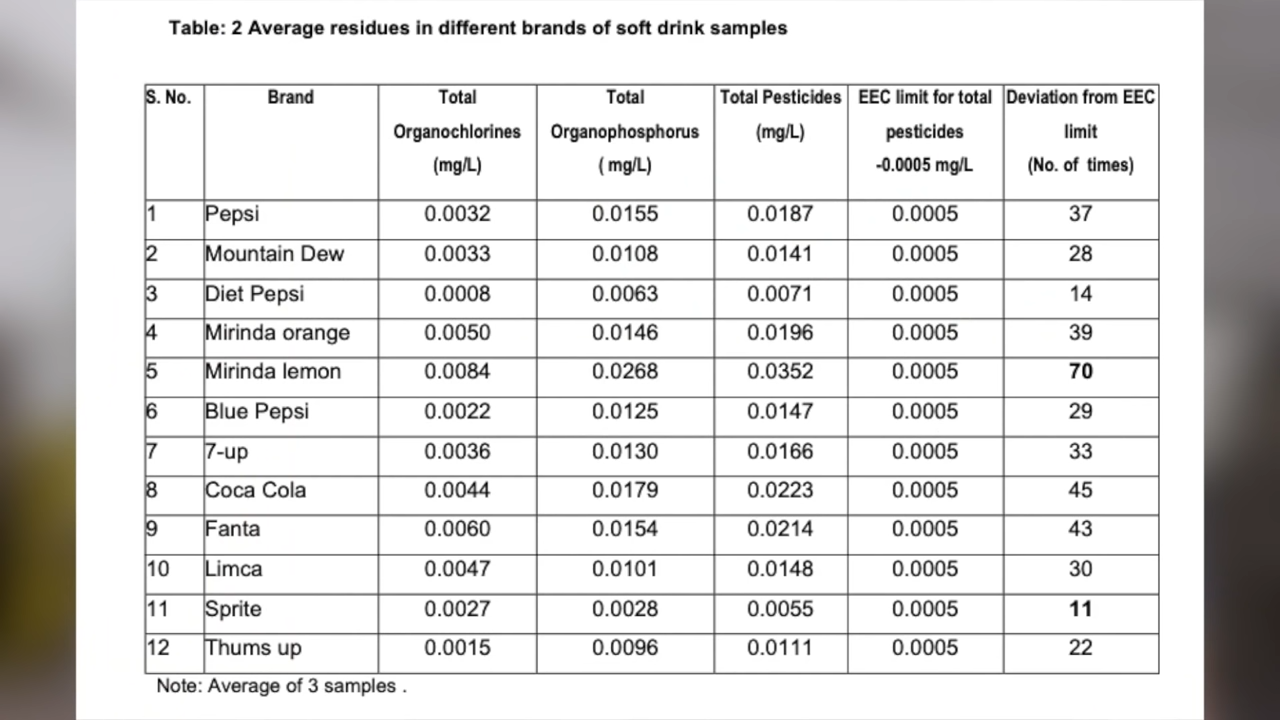 Table: 2 Average residues in different brands of soft drink samples
S. No. Brand Total Organochlorines (mg/L) Total Organophosphorus ( mg/L) Total Pesticides (mg/L) EEC limit for total pesticides -0.0005 mg/L Deviation from EEC limit (No. of times)
1 Pepsi 0.0032 0.0155 0.0187 0.0005 37
2 Mountain Dew 0.0033 0.0108 0.0141 0.0005 28
3 Diet Pepsi 0.0008 0.0063 0.0071 0.0005 14
4 Mirinda orange 0.0050 0.0146 0.0196 0.0005 39
5 Mirinda lemon 0.0084 0.0268 0.0352 0.0005 70
6 Blue Pepsi 0.0022 0.0125 0.0147 0.0005 29
7 7-up 0.0036 0.0130 0.0166 0.0005 33
8 Coca Cola 0.0044 0.0179 0.0223 0.0005 45
9 Fanta 0.0060 0.0154 0.0214 0.0005 43
10 Limca 0.0047 0.0101 0.0148 0.0005 30
11 Sprite 0.0027 0.0028 0.0055 0.0005 11
12 Thums up 0.0015 0.0096 0.0111 0.0005 22
Note: Average of 3 samples .